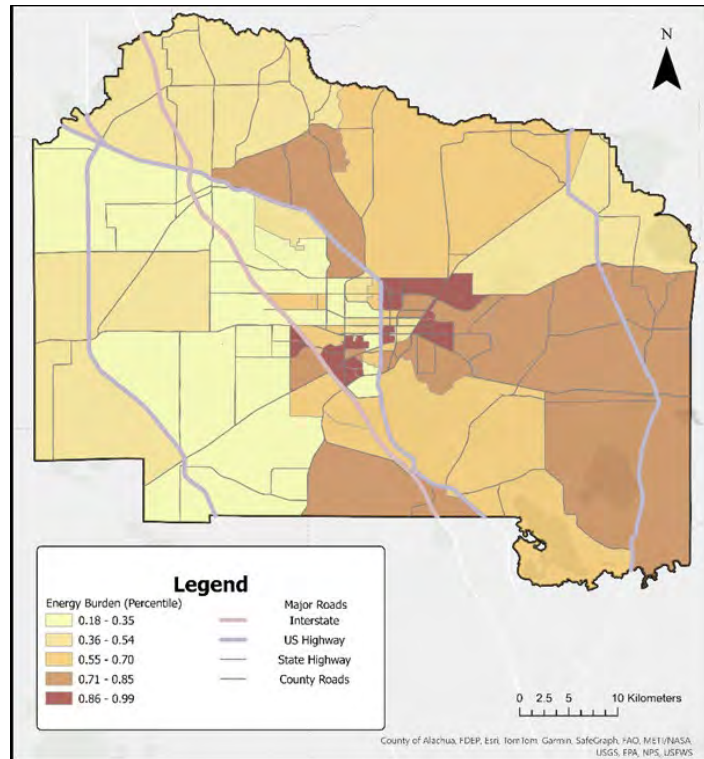 N
Legend
Energy Burden (Percentile)
0.18 - 0.35
0.36 - 0.54
0.55 - 0.70
0.71 - 0.85
0.86 - 0.99
Major Roads
Interstate
US Highway
State Highway
County Roads
0 2.5 5 10 Kilometers
County of Alachua, FDEP, Esri, TomTom, Garmin, SafeGraph, FAO, METI/NASA,
USGS, EPA, NPS, USFWS